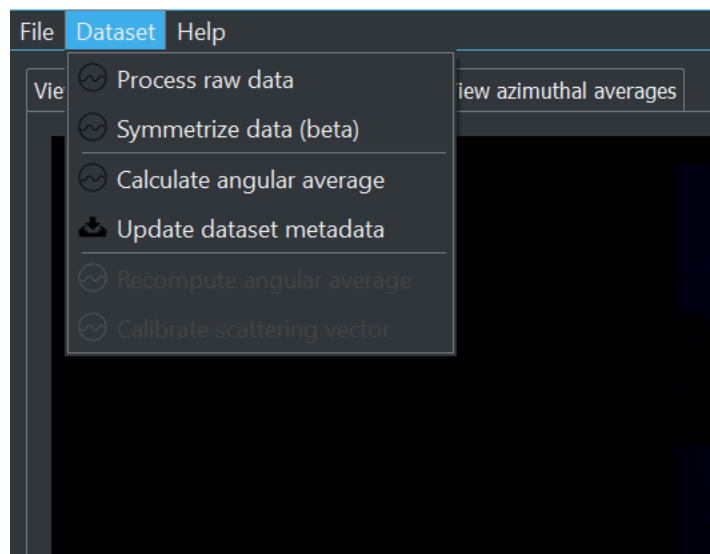 File Dataset Help
Process raw data
Vie
iew azimuthal averages
Symmetrize data (beta)
Calculate angular average
Update dataset metadata
Recompute angular average
Calibrate scattering vector